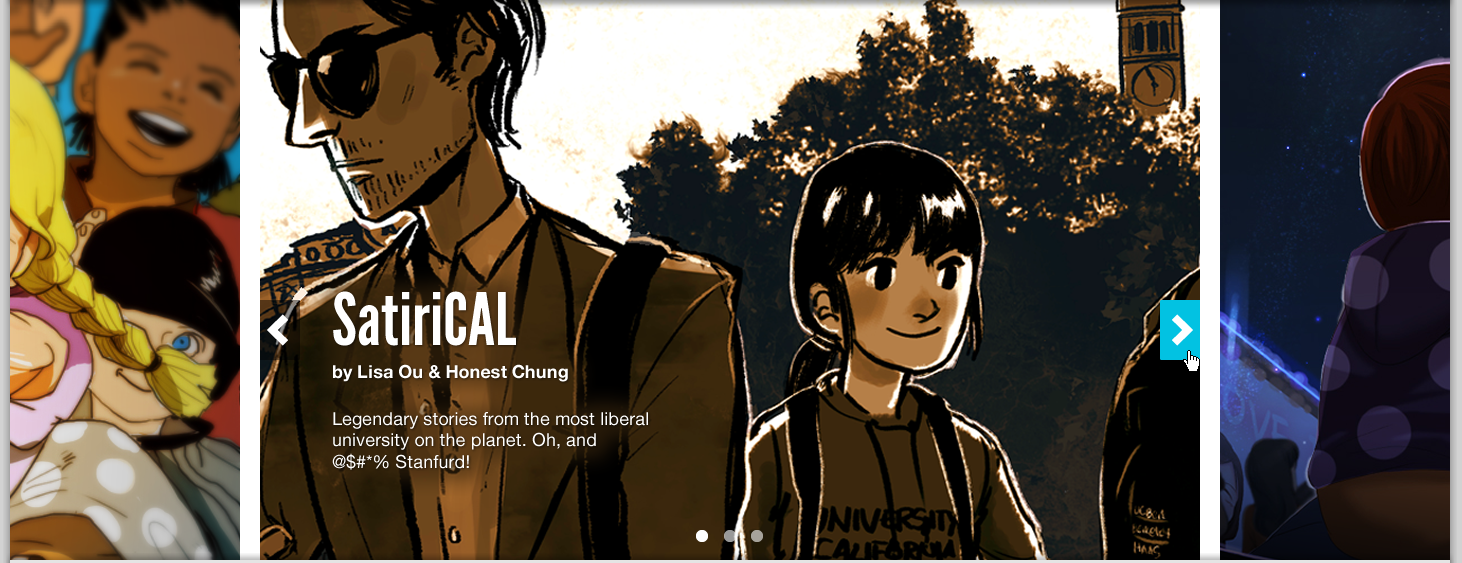 SatiriCAL
by Lisa Ou & Honest Chung
Legendary stories from the most liberal
university on the planet. Oh, and
@$#*% Stanfurd!
UNIVERSITY
CALIFORNIA
HAAS